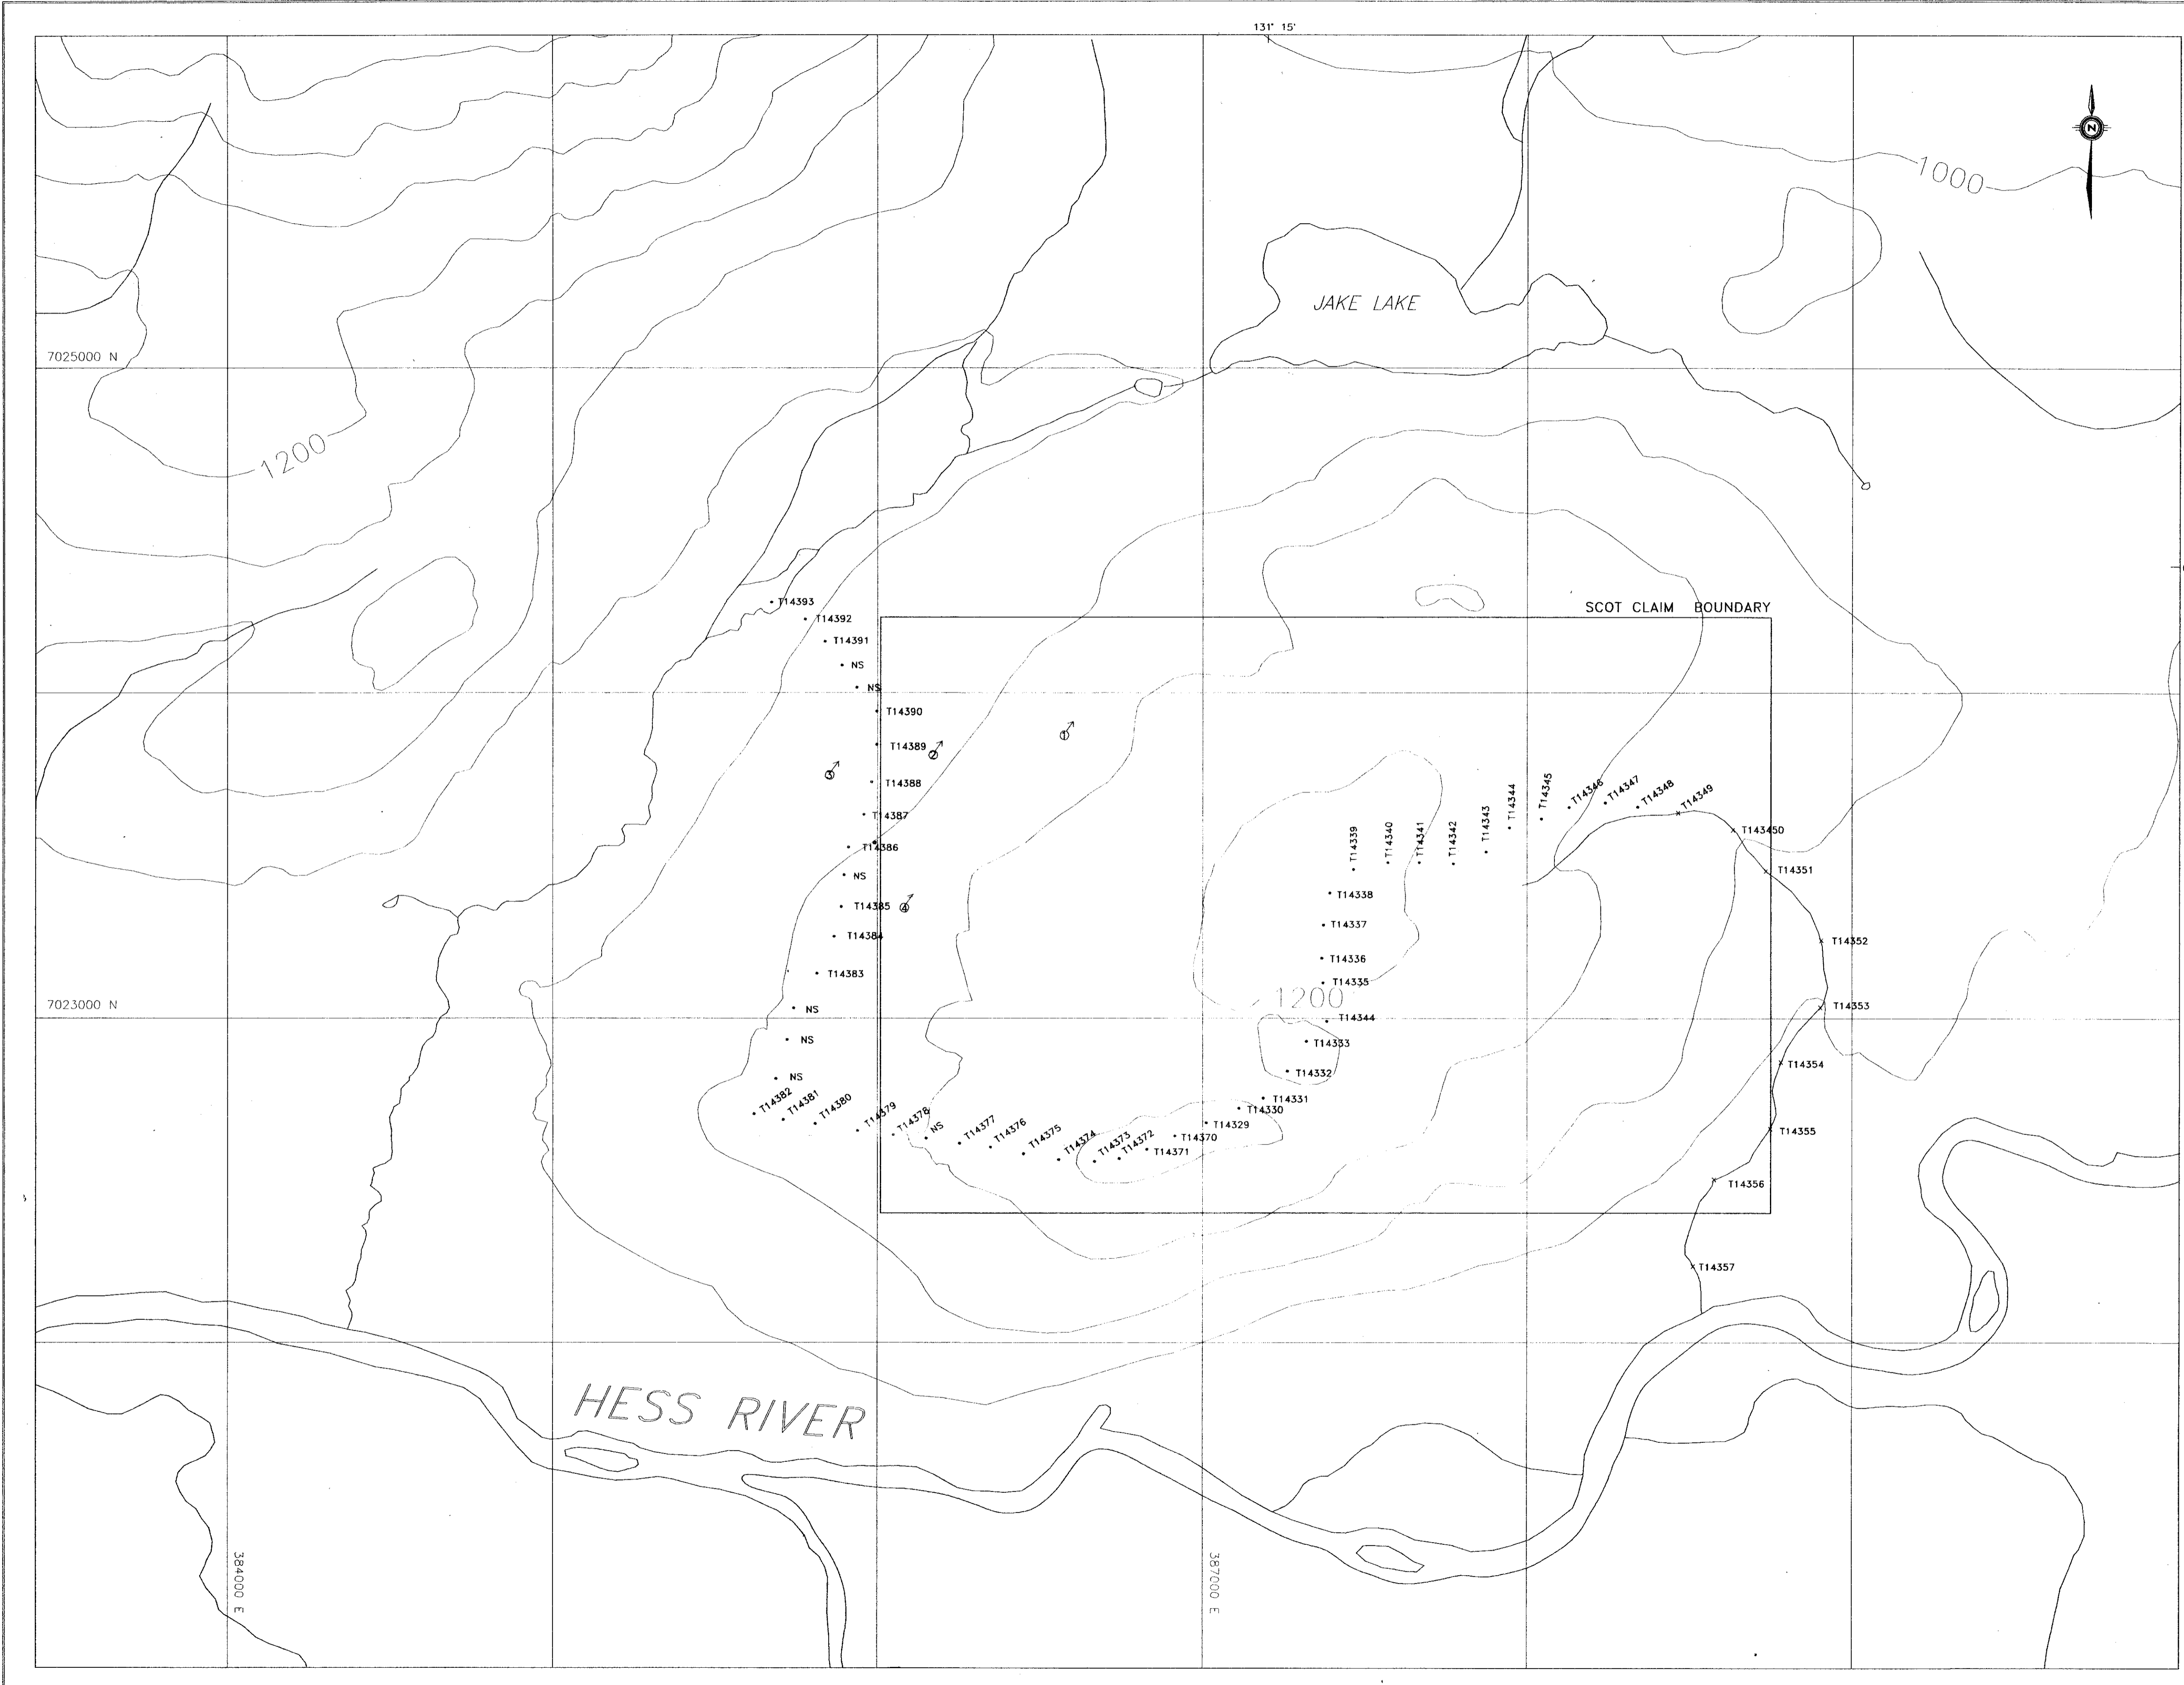 131° 15'
N
1000
JAKE LAKE
7025000 N
1200
SCOT CLAIM BOUNDARY
T14393
T14392
T14391
NS
NS
T14390
T14389
2
1
3
T14388
T14387
T14386
NS
T14385
4
T14384
T14383
T14339
T14340
T14341
T14342
T14343
T14344
T14345
T14346
T14347
T14348
T14349
T143450
T14351
T14338
T14337
T14352
T14336
T14335
1200
7023000 N
NS
T14353
T14344
NS
T14333
T14354
T14332
NS
T14382
T14381
T14380
T14379
T14378
NS
T14377
T14376
T14375
T14374
T14373
T14372
T14371
T14370
T14329
T14330
T14331
T14355
T14356
T14357
HESS RIVER
384000 E
387000 E